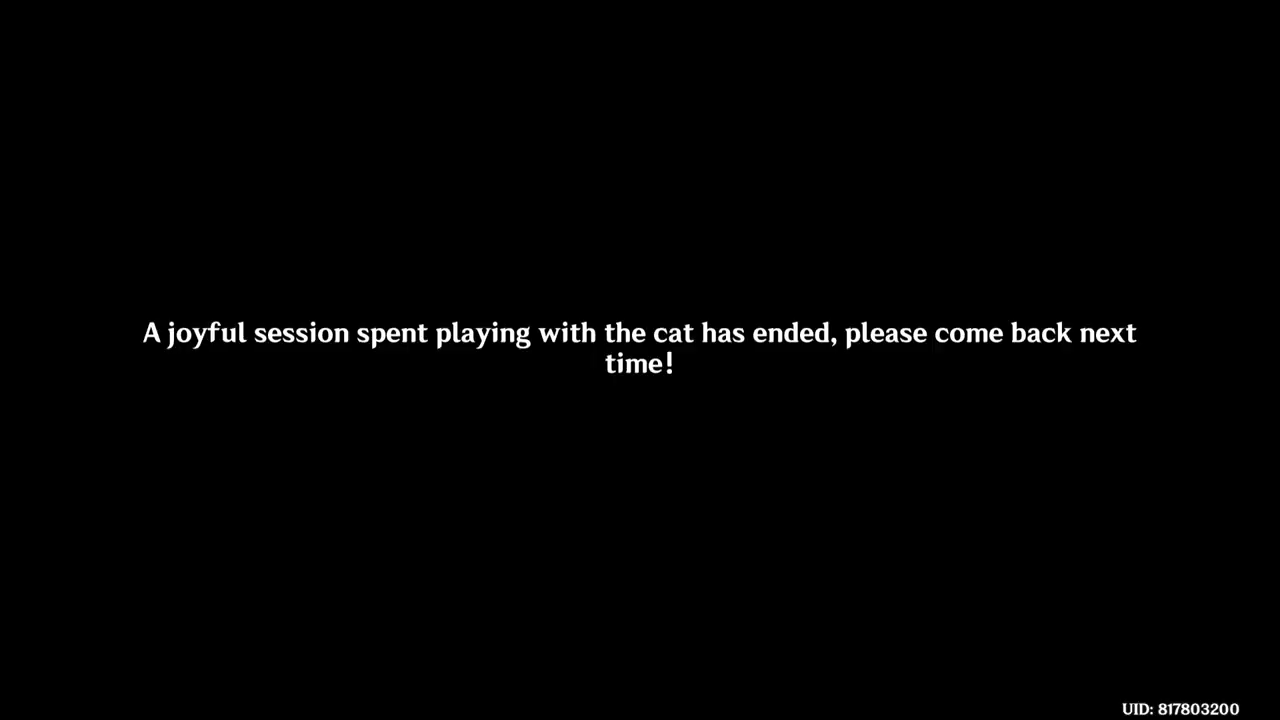 A joyful session spent playing with the cat has ended, please come back next
time!
UID: 817803200